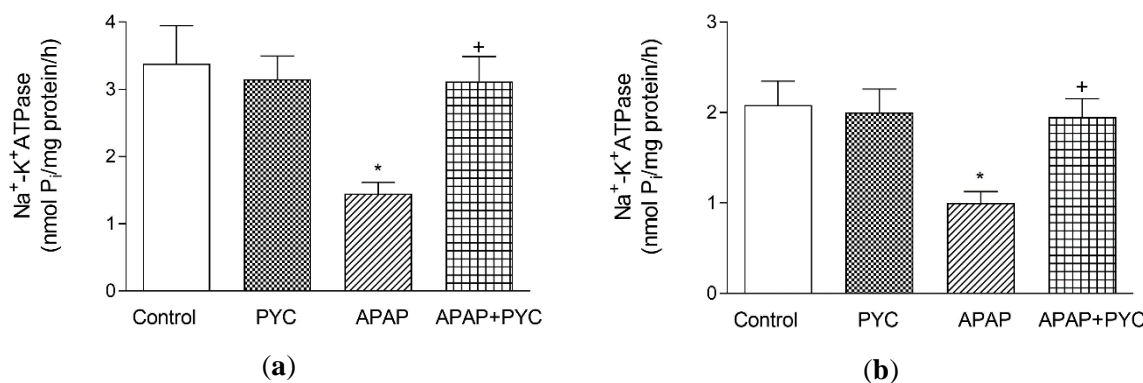 Na⁺-K⁺ATPase
(nmol Pᵢ/mg protein/h)
4
3
2
1
0
*
+
Control PYC APAP APAP+PYC
(a)
Na⁺-K⁺ATPase
(nmol Pᵢ/mg protein/h)
3
2
1
0
*
+
Control PYC APAP APAP+PYC
(b)